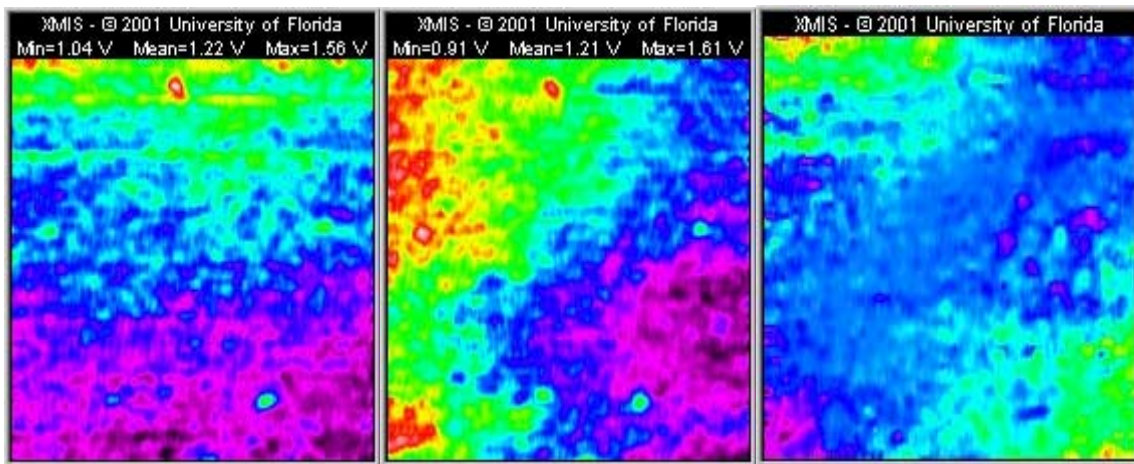 XMIS - © 2001 University of Florida
Min=1.04 V Mean=1.22 V Max=1.56 V
XMIS - © 2001 University of Florida
Min=0.91 V Mean=1.21 V Max=1.61 V
XMIS - © 2001 University of Florida